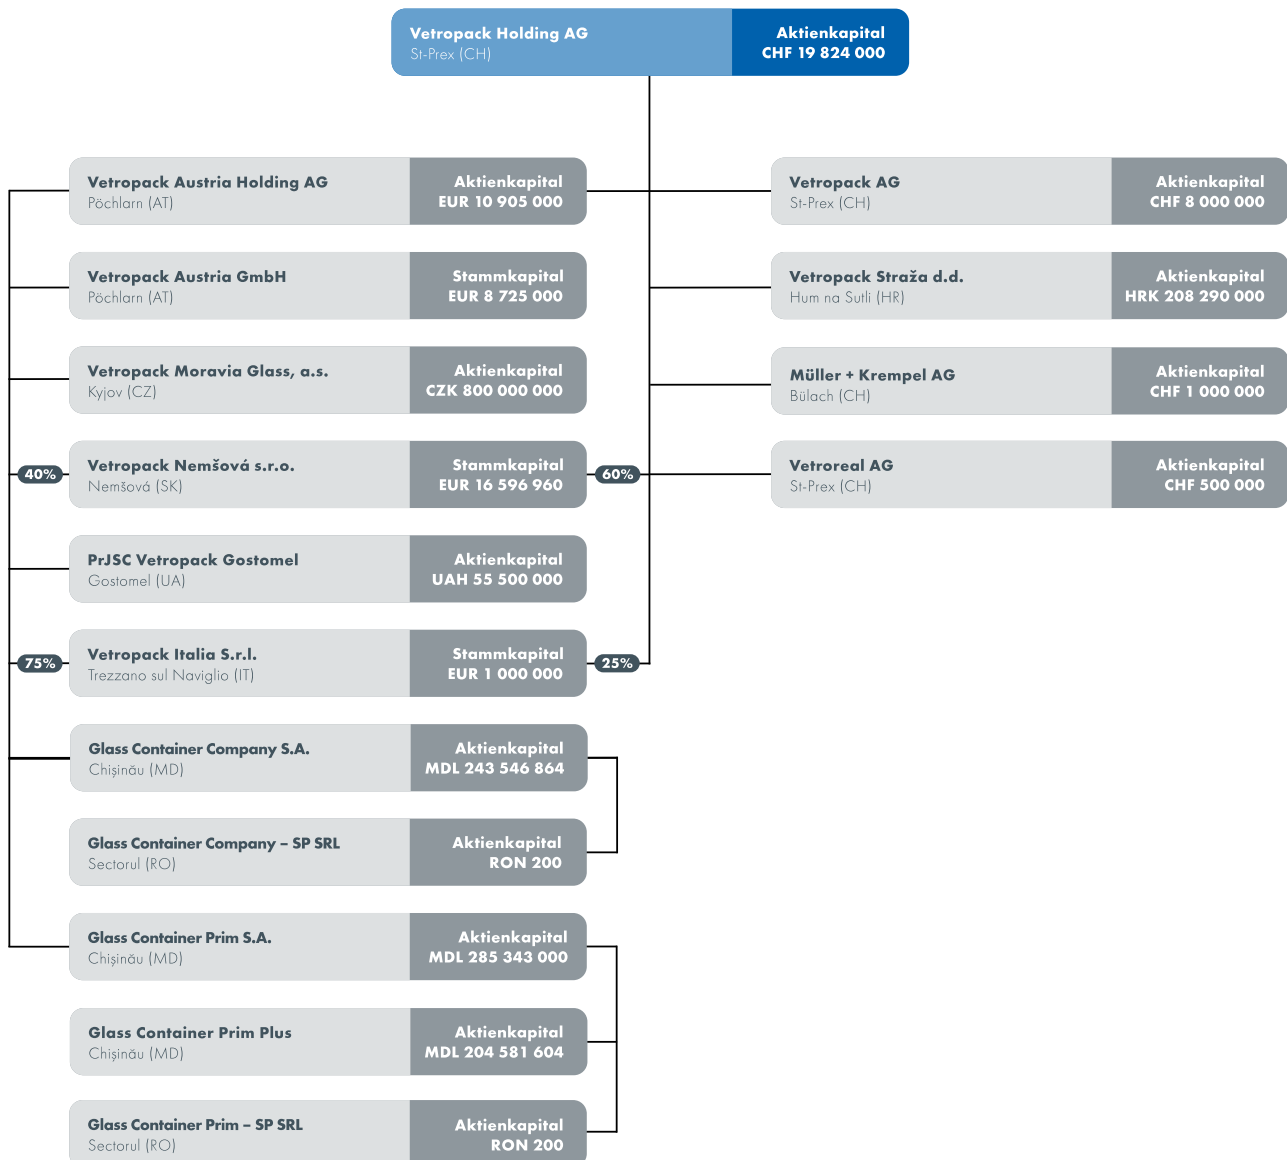 Vetropack Holding AG
St-Prex (CH)
Aktienkapital
CHF 19 824 000
Vetropack Austria Holding AG
Pöchlarn (AT)
Aktienkapital
EUR 10 905 000
Vetropack AG
St-Prex (CH)
Aktienkapital
CHF 8 000 000
Vetropack Austria GmbH
Pöchlarn (AT)
Stammkapital
EUR 8 725 000
Vetropack Straža d.d.
Hum na Sutli (HR)
Aktienkapital
HRK 208 290 000
Vetropack Moravia Glass, a.s.
Kyjov (CZ)
Aktienkapital
CZK 800 000 000
Müller + Krempel AG
Bülach (CH)
Aktienkapital
CHF 1 000 000
40%
Vetropack Nemšová s.r.o.
Nemšová (SK)
Stammkapital
EUR 16 596 960
60%
Vetroreal AG
St-Prex (CH)
Aktienkapital
CHF 500 000
PrJSC Vetropack Gostomel
Gostomel (UA)
Aktienkapital
UAH 55 500 000
75%
Vetropack Italia S.r.l.
Trezzano sul Naviglio (IT)
Stammkapital
EUR 1 000 000
25%
Glass Container Company S.A.
Chișinău (MD)
Aktienkapital
MDL 243 546 864
Glass Container Company – SP SRL
Sectorul (RO)
Aktienkapital
RON 200
Glass Container Prim S.A.
Chișinău (MD)
Aktienkapital
MDL 285 343 000
Glass Container Prim Plus
Chișinău (MD)
Aktienkapital
MDL 204 581 604
Glass Container Prim – SP SRL
Sectorul (RO)
Aktienkapital
RON 200